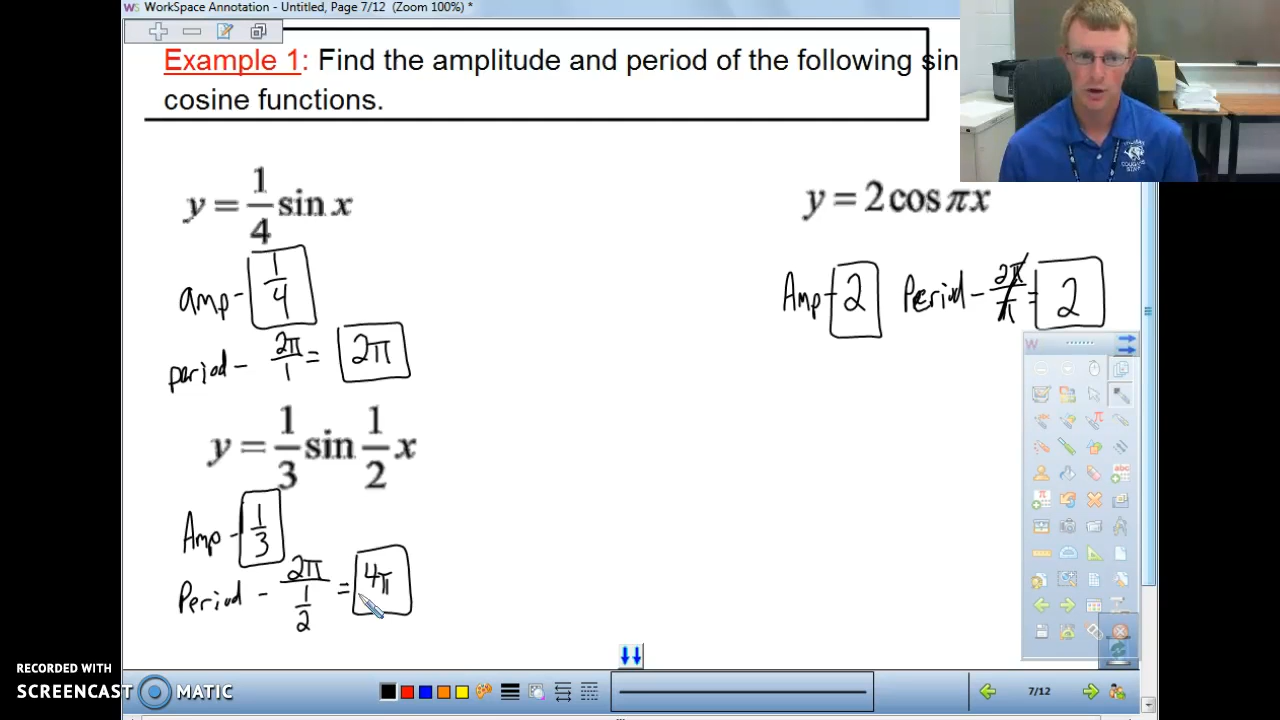 WS WorkSpace Annotation - Untitled, Page 7/12 (Zoom 100%) *
Example 1: Find the amplitude and period of the following sin
cosine functions.
y = 1/4 sin x
amp - 1/4
period - 2π/1 = 2π
y = 2 cos πx
Amp - 2 Period - 2π/π = 2
y = 1/3 sin 1/2 x
Amp - 1/3
Period - 2π/(1/2) = 4π
COUGARS
STAFF
7/12
RECORDED WITH
SCREENCAST MATIC